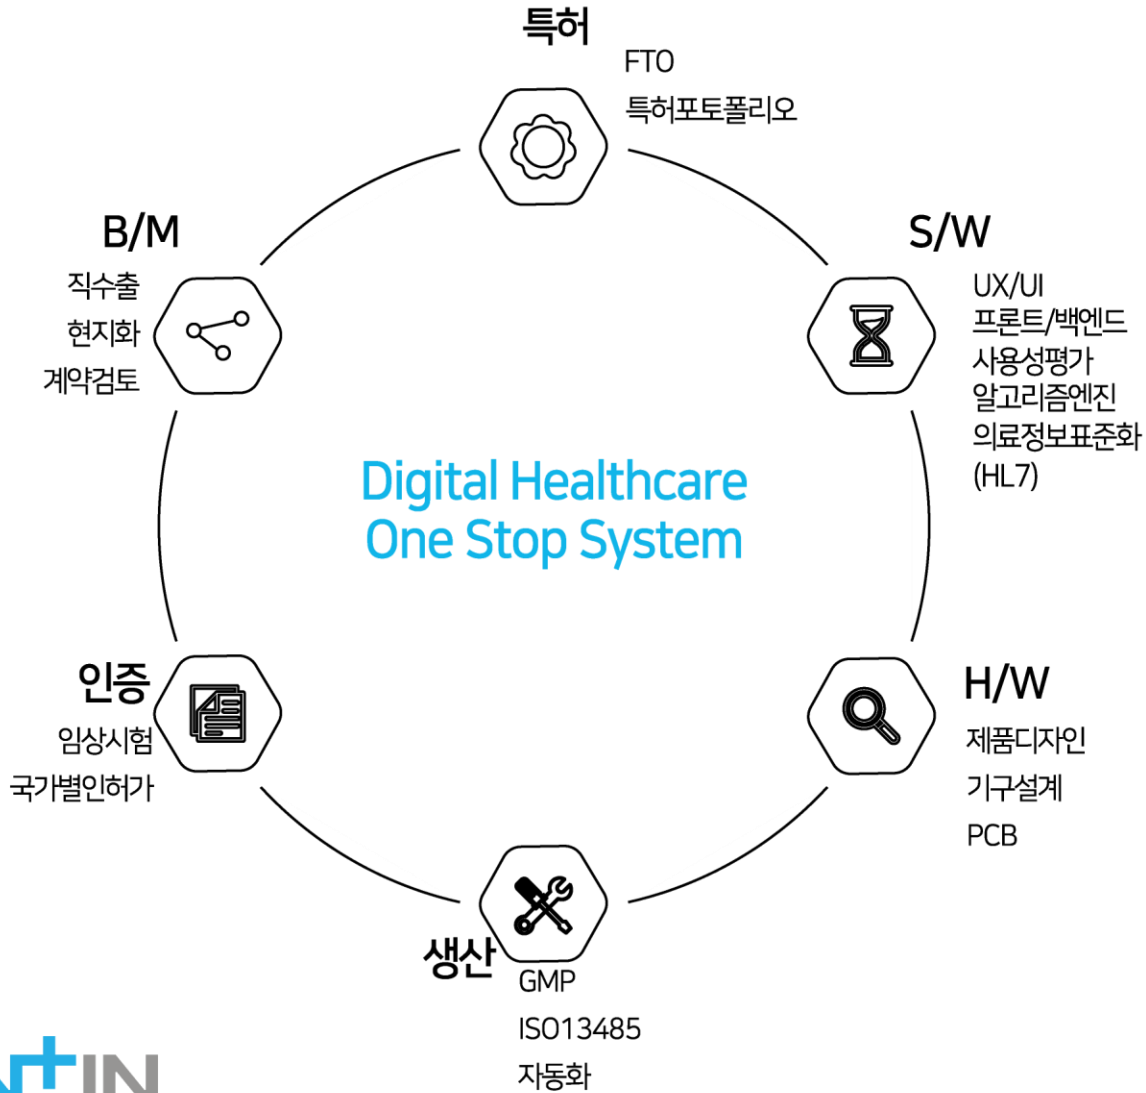 특허
FTO
특허포토폴리오
B/M
직수출
현지화
계약검토
S/W
UX/UI
프론트/백엔드
사용성평가
알고리즘엔진
의료정보표준화
(HL7)
Digital Healthcare
One Stop System
인증
임상시험
국가별인허가
H/W
제품디자인
기구설계
PCB
생산
GMP
ISO13485
자동화
IN